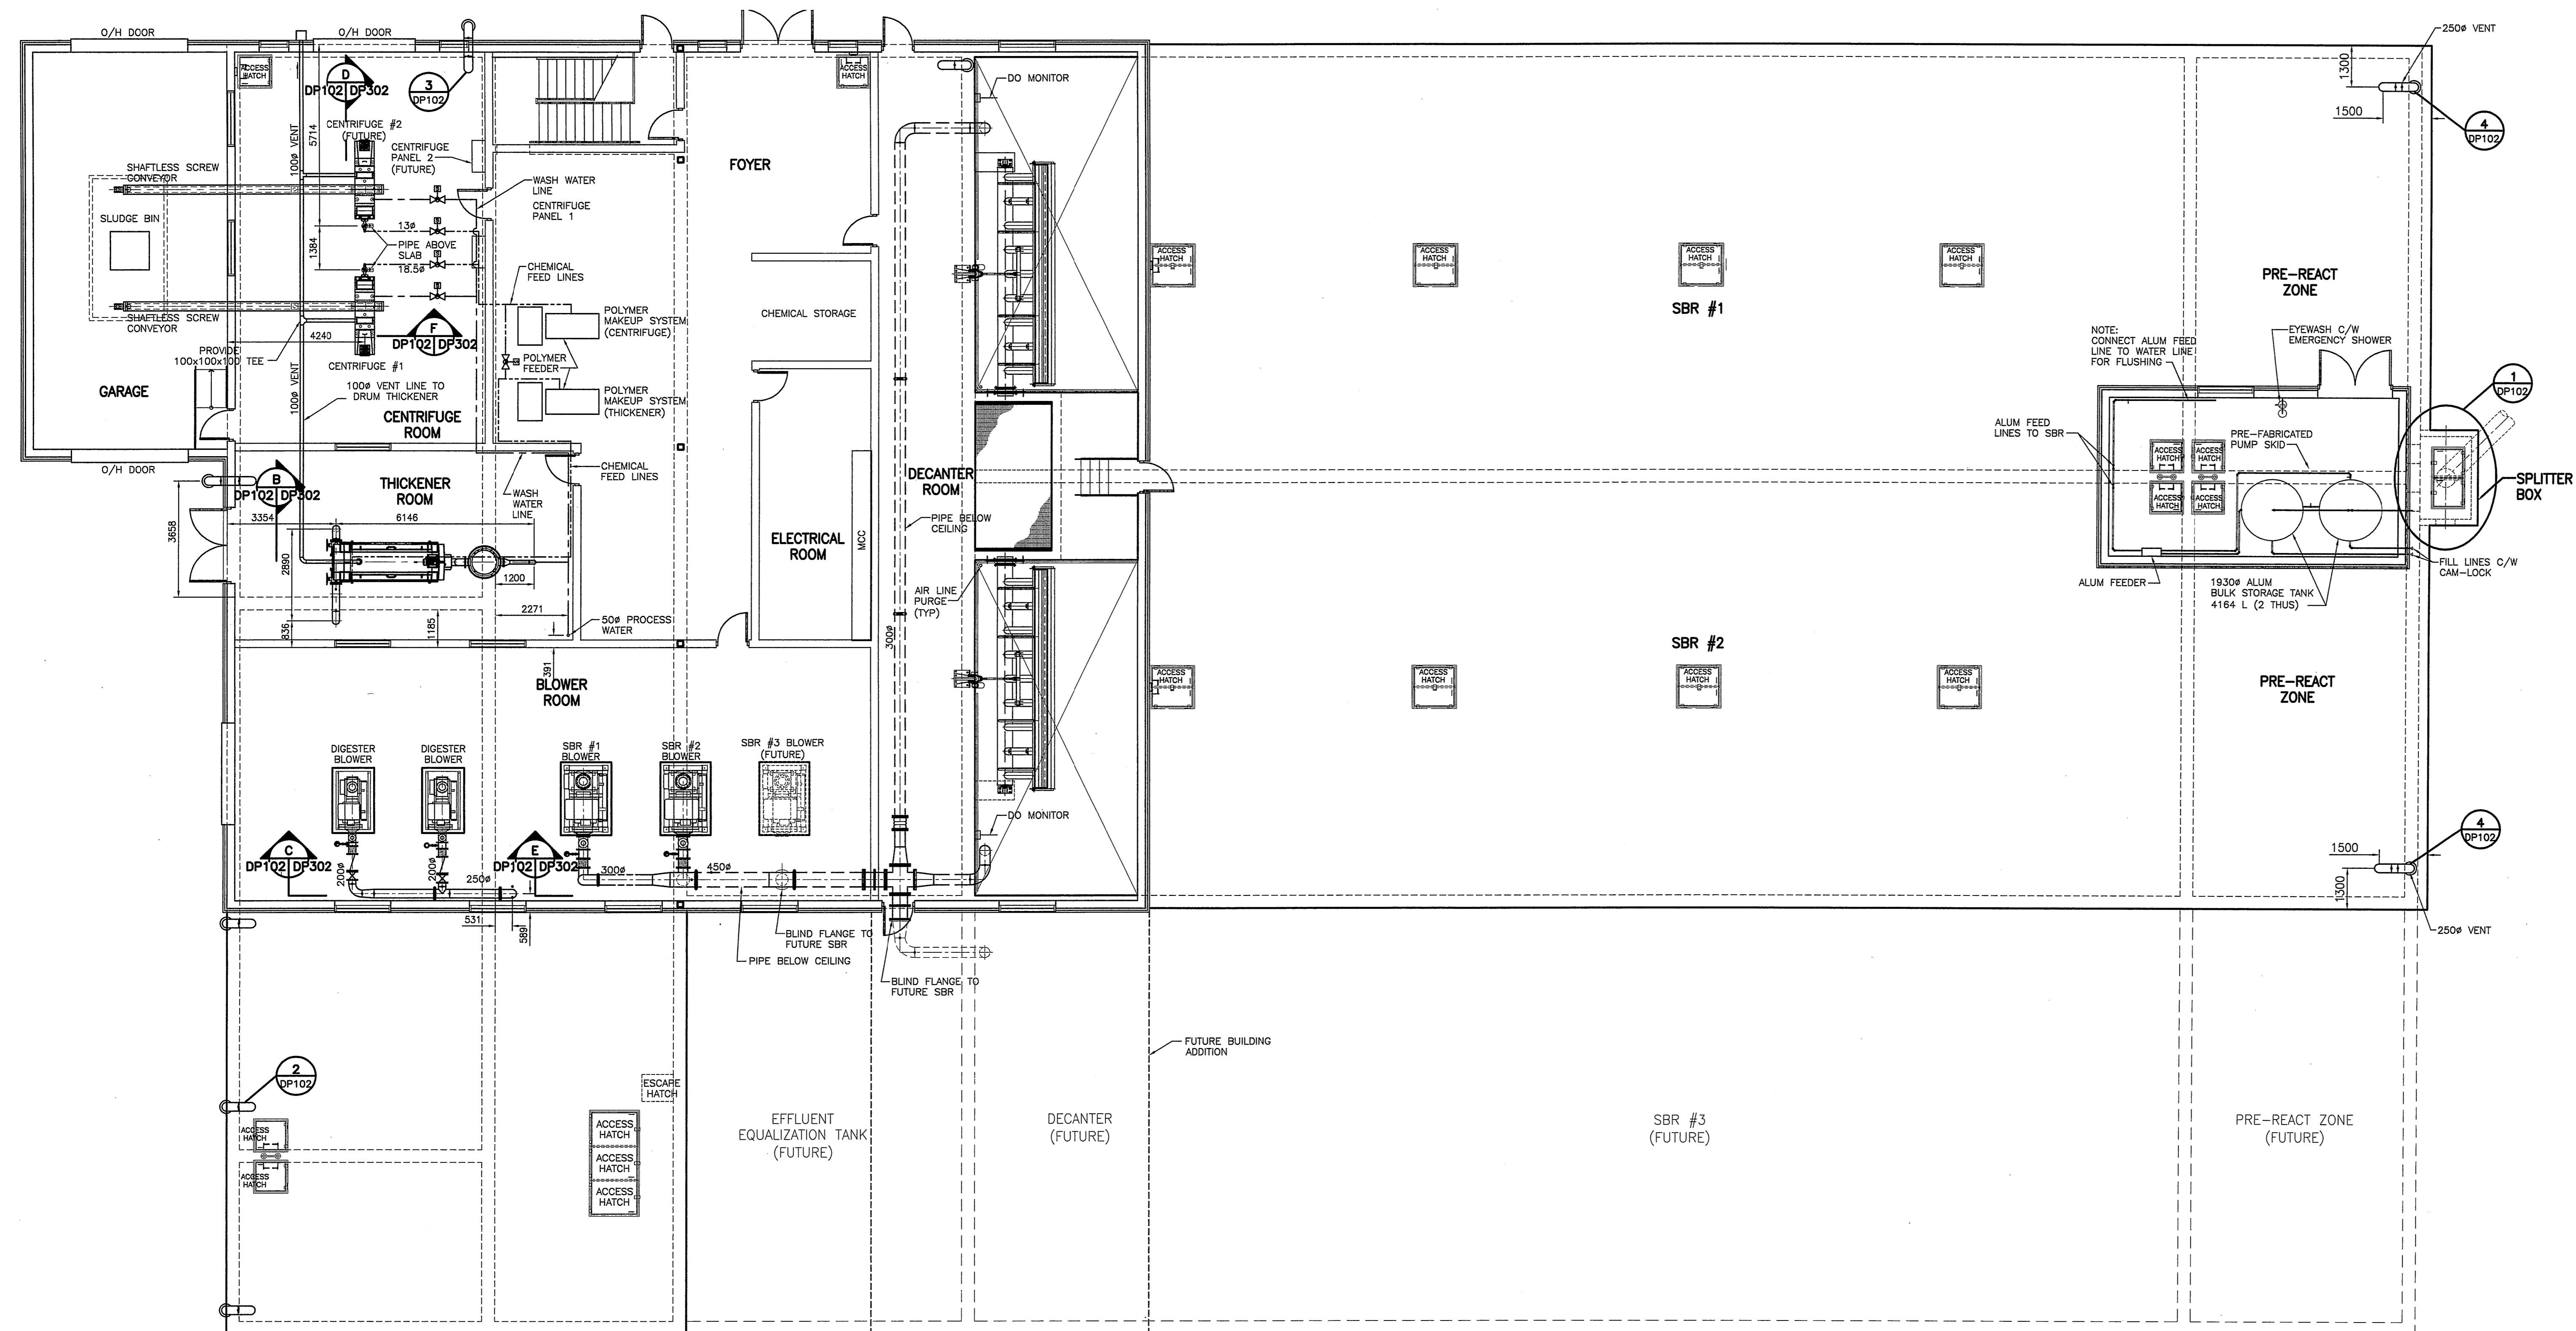 O/H DOOR
O/H DOOR
250ø VENT
ACCESS
HATCH
D
DP102
DP302
3
DP102
ACCESS
HATCH
DO MONITOR
1300
1500
4
DP102
CENTRIFUGE #2
(FUTURE)
100ø VENT
5714
CENTRIFUGE
PANEL 2
(FUTURE)
FOYER
SHAFTLESS SCREW
CONVEYOR
WASH WATER
LINE
CENTRIFUGE
PANEL 1
SLUDGE BIN
13ø
1384
PIPE ABOVE
SLAB
18.5ø
CHEMICAL
FEED LINES
ACCESS
HATCH
ACCESS
HATCH
ACCESS
HATCH
ACCESS
HATCH
PRE-REACT
ZONE
SBR #1
SHAFTLESS SCREW
CONVEYOR
POLYMER
MAKEUP SYSTEM
(CENTRIFUGE)
CHEMICAL STORAGE
F
DP102
DP302
4240
PROVIDE
100x100x100 TEE
CENTRIFUGE #1
POLYMER
FEEDER
NOTE:
CONNECT ALUM FEED
LINE TO WATER LINE
FOR FLUSHING
EYEWASH C/W
EMERGENCY SHOWER
GARAGE
100ø VENT
100ø VENT LINE TO
DRUM THICKENER
POLYMER
MAKEUP SYSTEM
(THICKENER)
1
DP102
CENTRIFUGE
ROOM
ALUM FEED
LINES TO SBR
PRE-FABRICATED
PUMP SKID
ACCESS
HATCH
ACCESS
HATCH
O/H DOOR
CHEMICAL
FEED LINES
DECANTER
ROOM
B
DP102
DP302
THICKENER
ROOM
WASH
WATER
LINE
ACCESS
HATCH
ACCESS
HATCH
SPLITTER
BOX
3354
6146
3658
PIPE BELOW
CEILING
ELECTRICAL
ROOM
MCC
2890
1200
AIR LINE
PURGE
(TYP)
ALUM FEEDER
1930ø ALUM
BULK STORAGE TANK
4164 L (2 THUS)
FILL LINES C/W
CAM-LOCK
2271
836
1185
50ø PROCESS
WATER
300ø
SBR #2
391
BLOWER
ROOM
ACCESS
HATCH
ACCESS
HATCH
ACCESS
HATCH
ACCESS
HATCH
PRE-REACT
ZONE
DIGESTER
BLOWER
DIGESTER
BLOWER
SBR #1
BLOWER
SBR #2
BLOWER
SBR #3 BLOWER
(FUTURE)
DO MONITOR
4
DP102
C
DP102
DP302
E
DP102
DP302
1500
200ø
200ø
250ø
300ø
450ø
1300
531
589
BLIND FLANGE TO
FUTURE SBR
PIPE BELOW CEILING
250ø VENT
BLIND FLANGE TO
FUTURE SBR
FUTURE BUILDING
ADDITION
2
DP102
ESCAPE
HATCH
ACCESS
HATCH
ACCESS
HATCH
ACCESS
HATCH
ACCESS
HATCH
ACCESS
HATCH
EFFLUENT
EQUALIZATION TANK
(FUTURE)
DECANTER
(FUTURE)
SBR #3
(FUTURE)
PRE-REACT ZONE
(FUTURE)